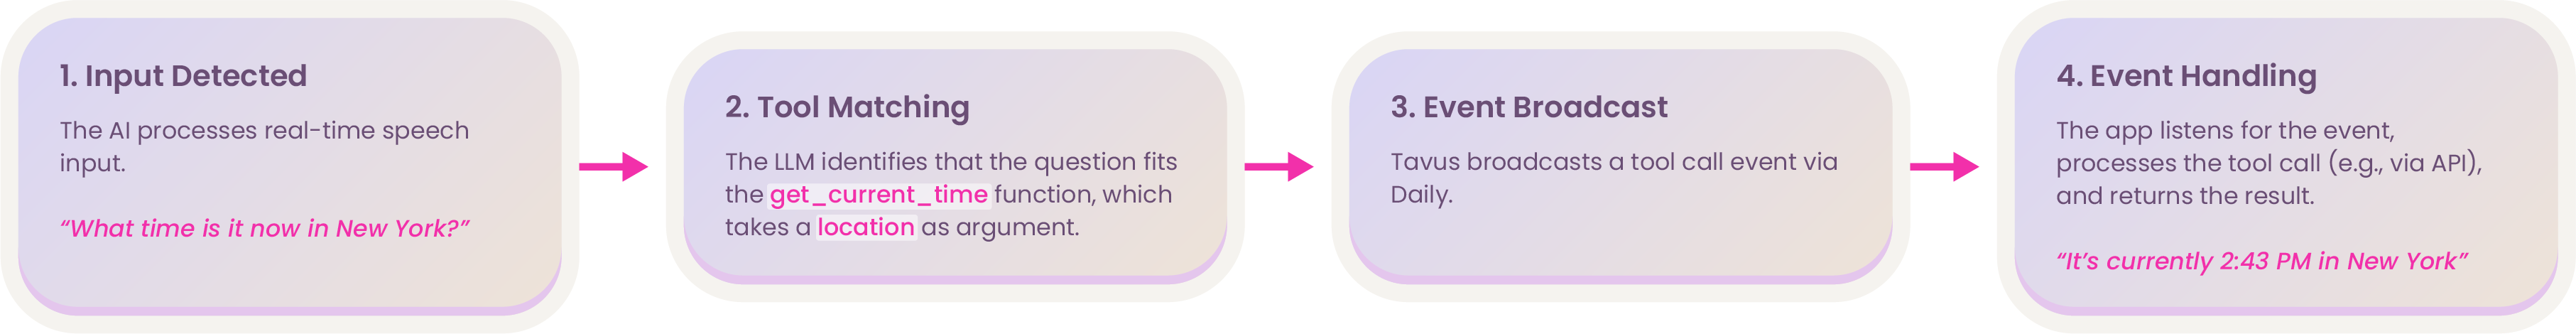 1. Input Detected
The AI processes real-time speech
input.
“What time is it now in New York?”
2. Tool Matching
The LLM identifies that the question fits
the get_current_time function, which
takes a location as argument.
3. Event Broadcast
Tavus broadcasts a tool call event via
Daily.
4. Event Handling
The app listens for the event,
processes the tool call (e.g., via API),
and returns the result.
“It’s currently 2:43 PM in New York”